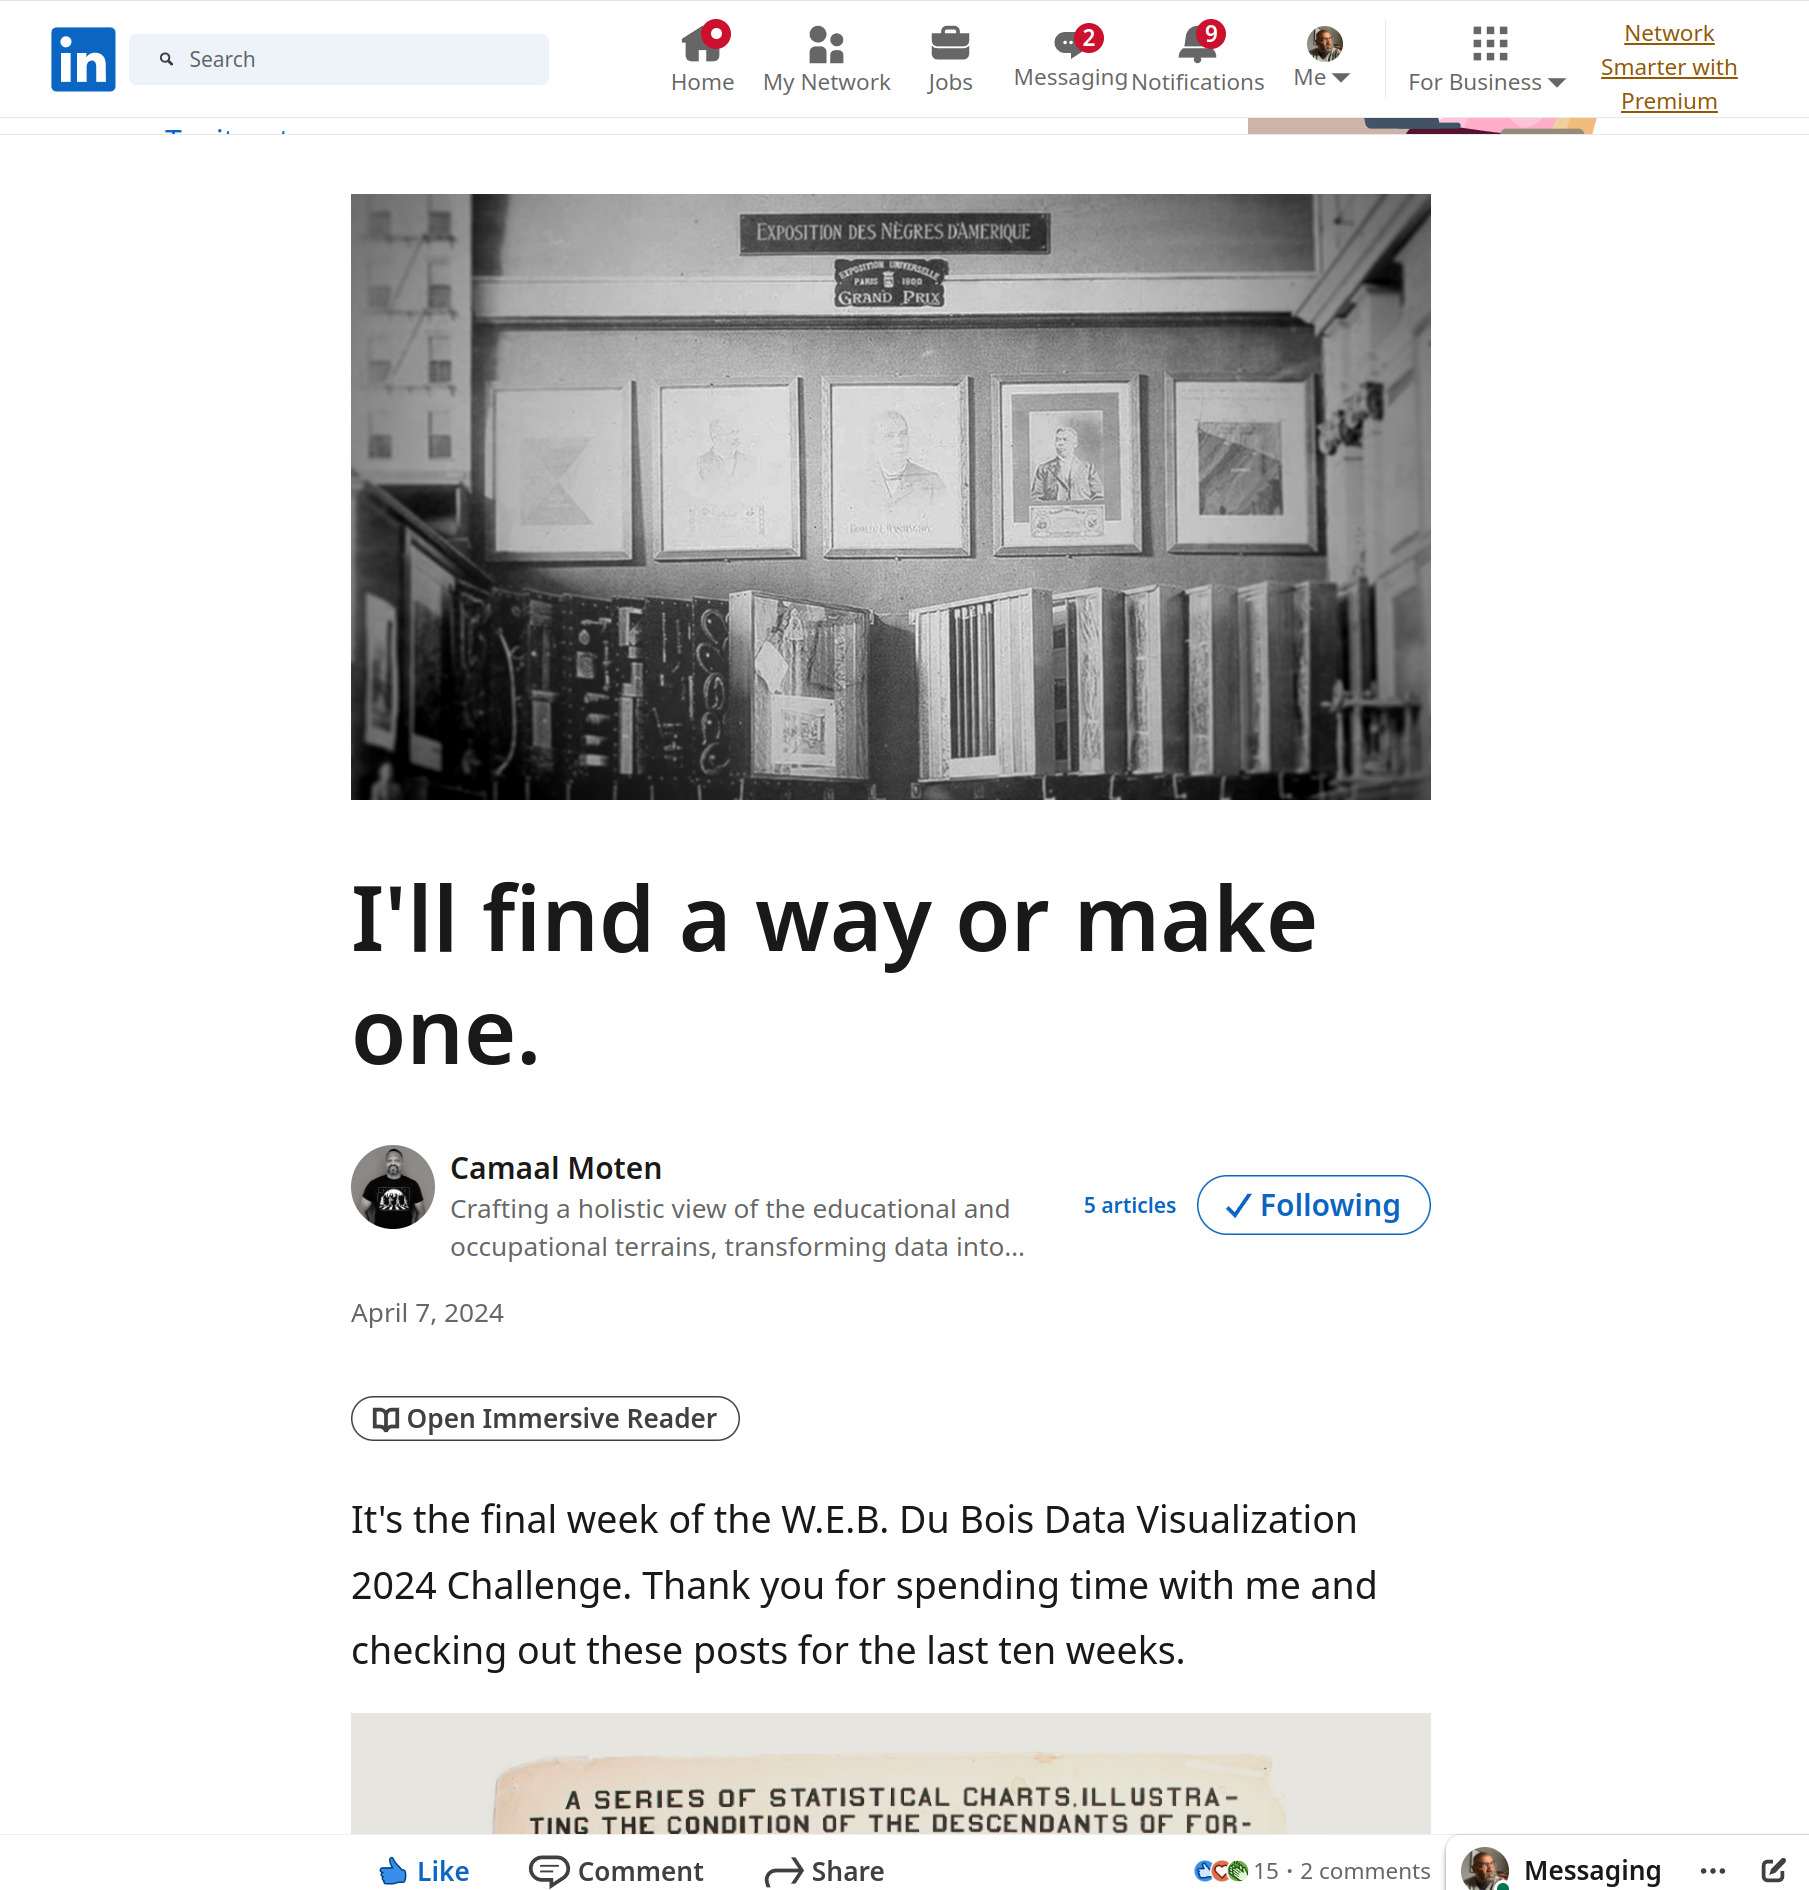 in
Search
Home
My Network
Jobs
2
Messaging
9
Notifications
Me
For Business
Network
Smarter with
Premium
EXPOSITION DES NÈGRES D'AMERIQUE
EXPOSITION UNIVERSELLE
PARIS 1900
GRAND PRIX
BOOKER T. WASHINGTON
I'll find a way or make
one.
Camaal Moten
Crafting a holistic view of the educational and
occupational terrains, transforming data into...
5 articles
Following
April 7, 2024
Open Immersive Reader
It's the final week of the W.E.B. Du Bois Data Visualization
2024 Challenge. Thank you for spending time with me and
checking out these posts for the last ten weeks.
A SERIES OF STATISTICAL CHARTS, ILLUSTRA-
TING THE CONDITION OF THE DESCENDANTS OF FOR-
Like
Comment
Share
15 · 2 comments
Messaging